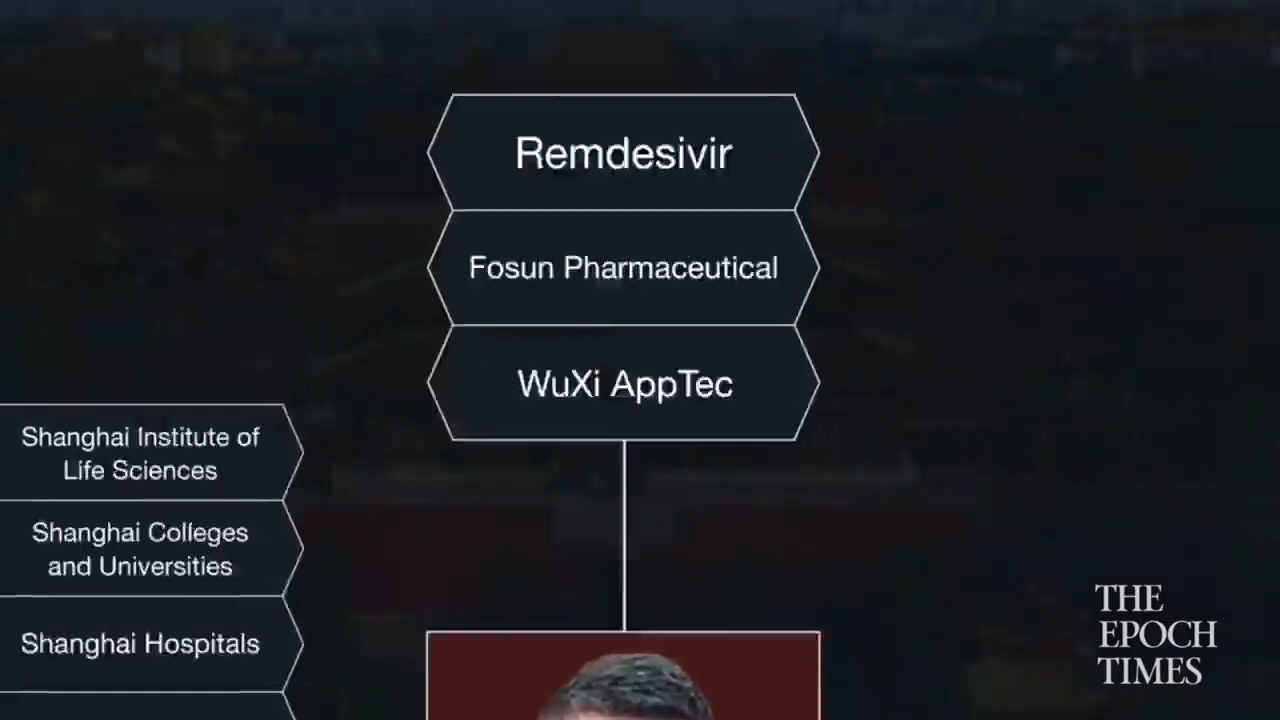 Remdesivir
Fosun Pharmaceutical
WuXi AppTec
Shanghai Institute of
Life Sciences
Shanghai Colleges
and Universities
Shanghai Hospitals
THE
EPOCH
TIMES